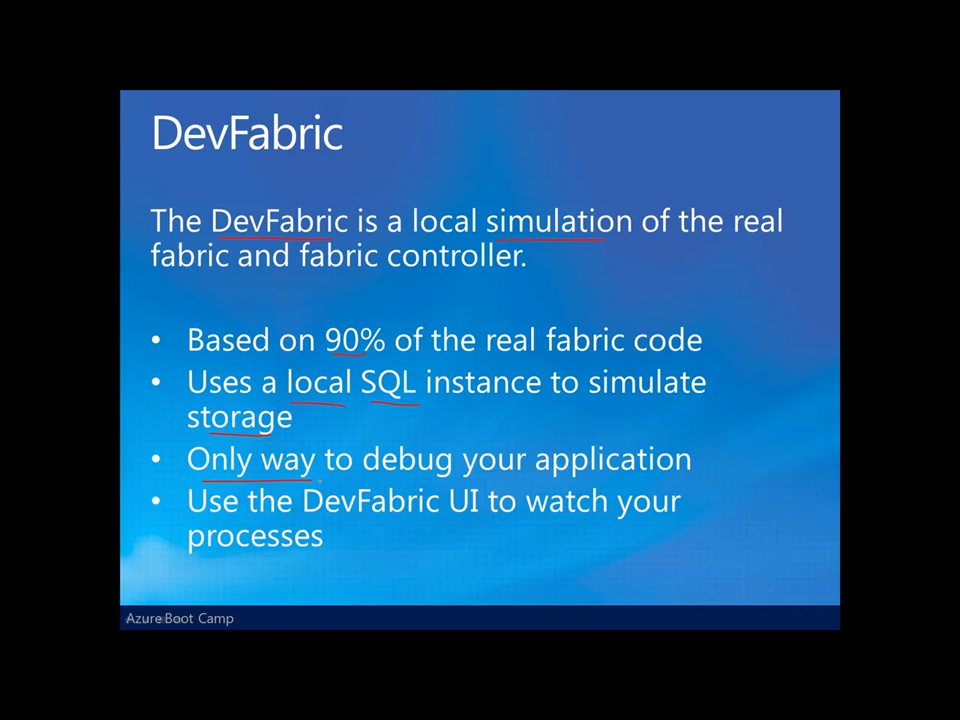 DevFabric
The DevFabric is a local simulation of the real
fabric and fabric controller.
• Based on 90% of the real fabric code
• Uses a local SQL instance to simulate
storage
• Only way to debug your application
• Use the DevFabric UI to watch your
processes
Azure Boot Camp